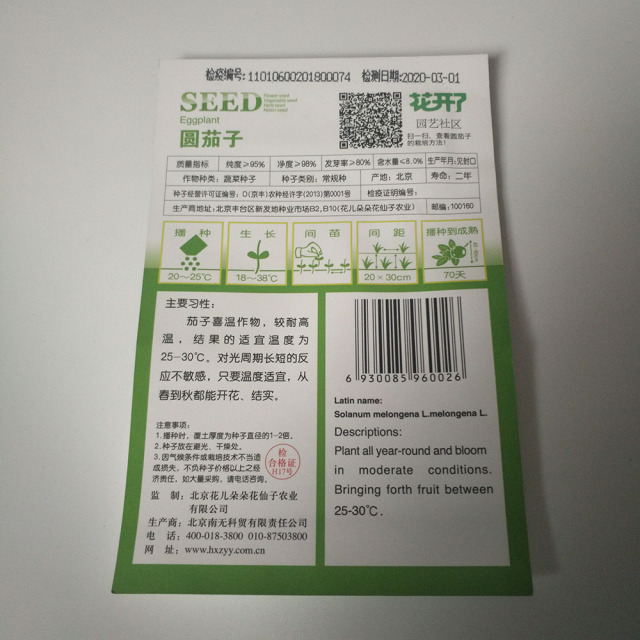 检疫编号:11010600201800074 检测日期:2020-03-01
SEED
Flower seed
Vegetable seed
Herb seed
Eggplant
圆茄子
花开了
园艺社区
扫一扫,查看圆茄子
的栽培方法!
质量指标 纯度≥95% 净度≥98% 发芽率≥80% 含水量≤8.0% 生产年月:见封口
作物种类:蔬菜种子 种子类别:常规种 产地:北京 寿命:二年
种子经营许可证编号:D(京丰)农种经许字(2013)第0001号 检疫证明编号:
生产商地址:北京丰台区新发地种业市场B2,B10(花儿朵朵花仙子农业) 邮编:100160
播种 生长 间苗 间距 播种到成熟
20~25℃ 18~38℃ 20×30cm 70天
主要习性:
茄子喜温作物,较耐高
温,结果的适宜温度为
25-30℃。对光周期长短的反
应不敏感,只要温度适宜,从
春到秋都能开花、结实。
注意事项:
1.播种时,覆土厚度为种子直径的1-2倍。
2.种子放在避光、干燥处。
3.因气候条件或栽培技术不当造
成损失,不负种子价格以上之经
济责任,如大量采购,请电话咨询。
检
合格证
H17号
监 制:北京花儿朵朵花仙子农业
有限公司
生产商:北京南无科贸有限责任公司
电 话:400-018-3800 010-87503800
网 址:www.hxzyy.com.cn
6 930085 960026
Latin name:
Solanum melongena L.melongena L.
Descriptions:
Plant all year-round and bloom
in moderate conditions.
Bringing forth fruit between
25-30℃.